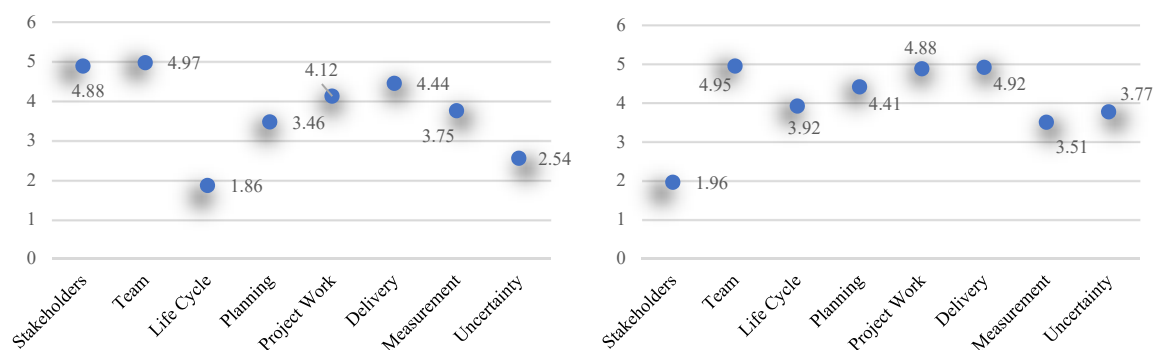 6
5
4
3
2
1
0
4.88
4.97
1.86
3.46
4.12
4.44
3.75
2.54
Stakeholders
Team
Life Cycle
Planning
Project Work
Delivery
Measurement
Uncertainty
6
5
4
3
2
1
0
1.96
4.95
3.92
4.41
4.88
4.92
3.51
3.77
Stakeholders
Team
Life Cycle
Planning
Project Work
Delivery
Measurement
Uncertainty